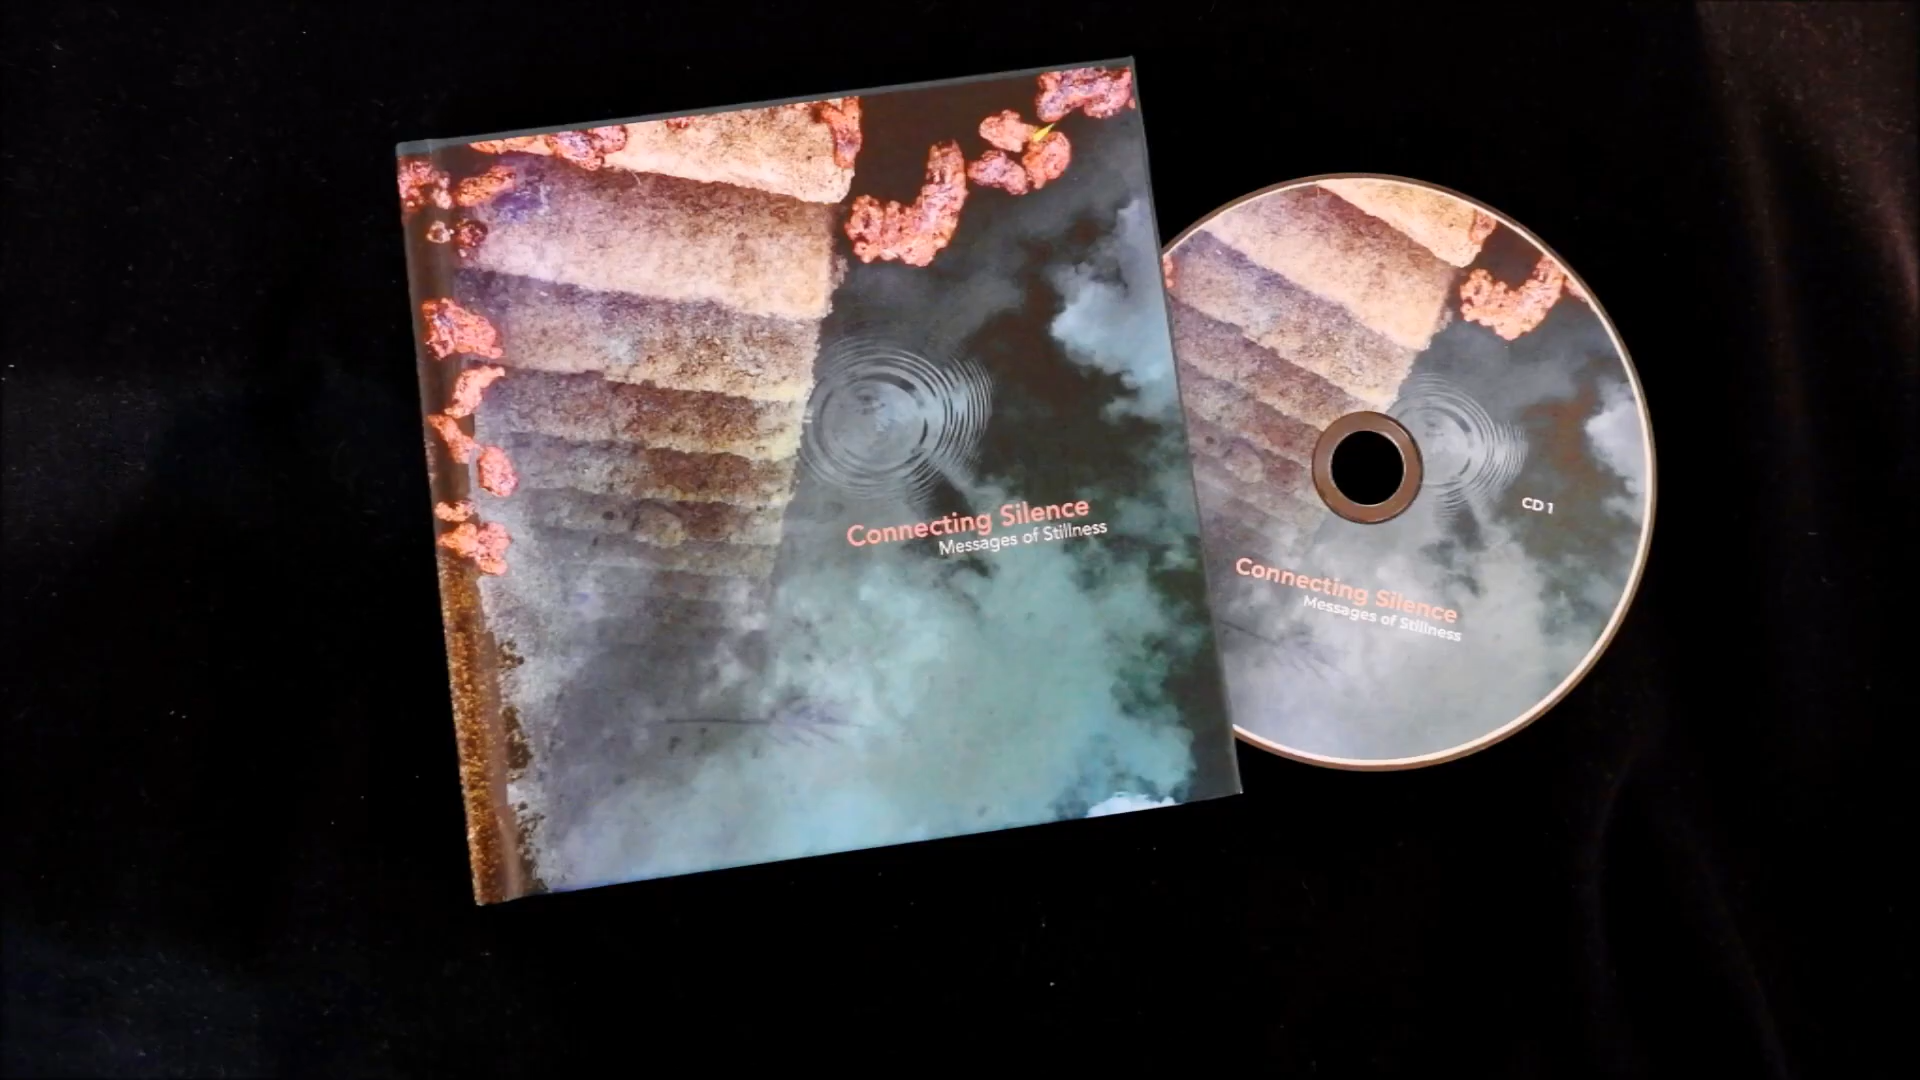 Connecting Silence
Messages of Stillness
CD 1
Connecting Silence
Messages of Stillness